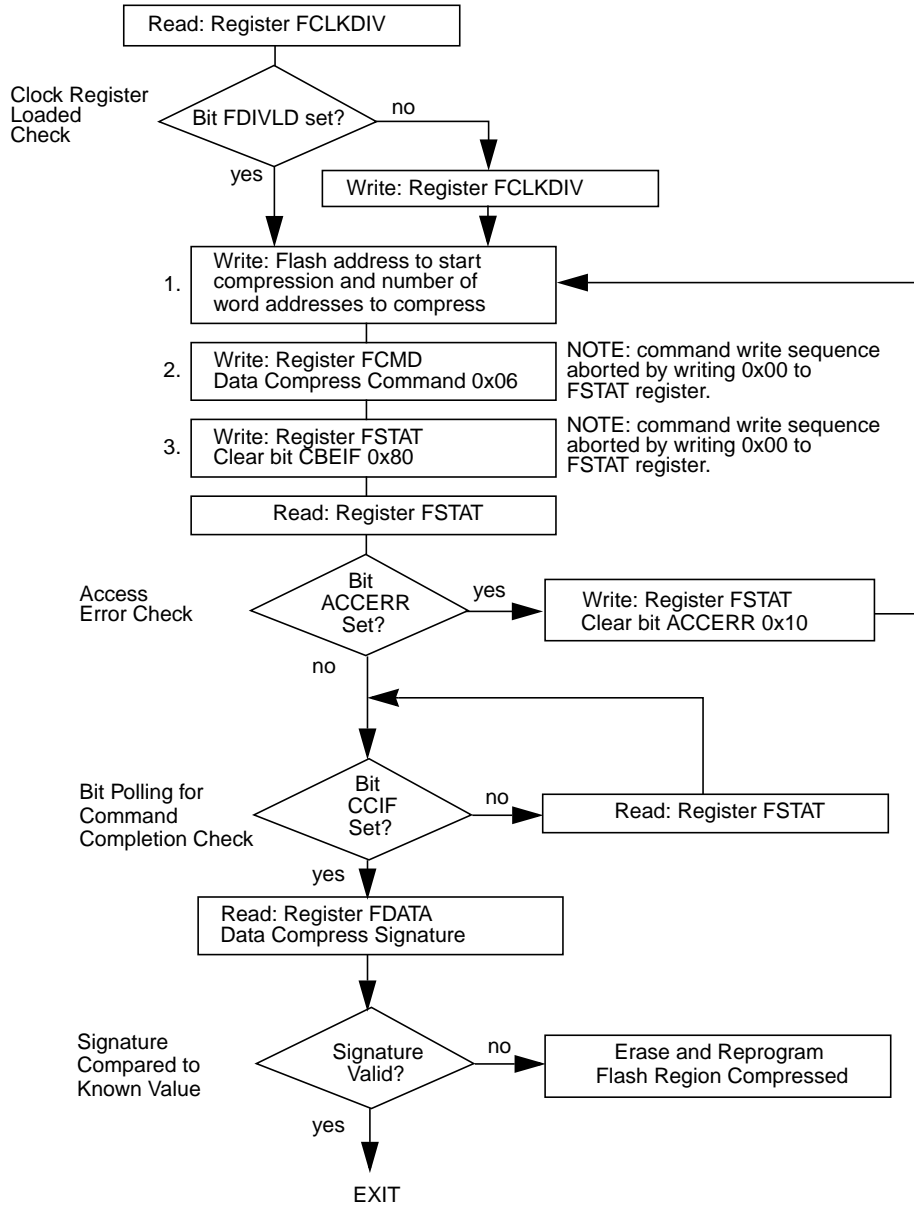 Read: Register FCLKDIV
Clock Register
Loaded
Check
Bit FDIVLD set?
no
yes
Write: Register FCLKDIV
1.
Write: Flash address to start
compression and number of
word addresses to compress
2.
Write: Register FCMD
Data Compress Command 0x06
NOTE: command write sequence
aborted by writing 0x00 to
FSTAT register.
3.
Write: Register FSTAT
Clear bit CBEIF 0x80
NOTE: command write sequence
aborted by writing 0x00 to
FSTAT register.
Read: Register FSTAT
Access
Error Check
Bit
ACCERR
Set?
yes
Write: Register FSTAT
Clear bit ACCERR 0x10
no
Bit Polling for
Command
Completion Check
Bit
CCIF
Set?
no
Read: Register FSTAT
yes
Read: Register FDATA
Data Compress Signature
Signature
Compared to
Known Value
Signature
Valid?
no
Erase and Reprogram
Flash Region Compressed
yes
EXIT